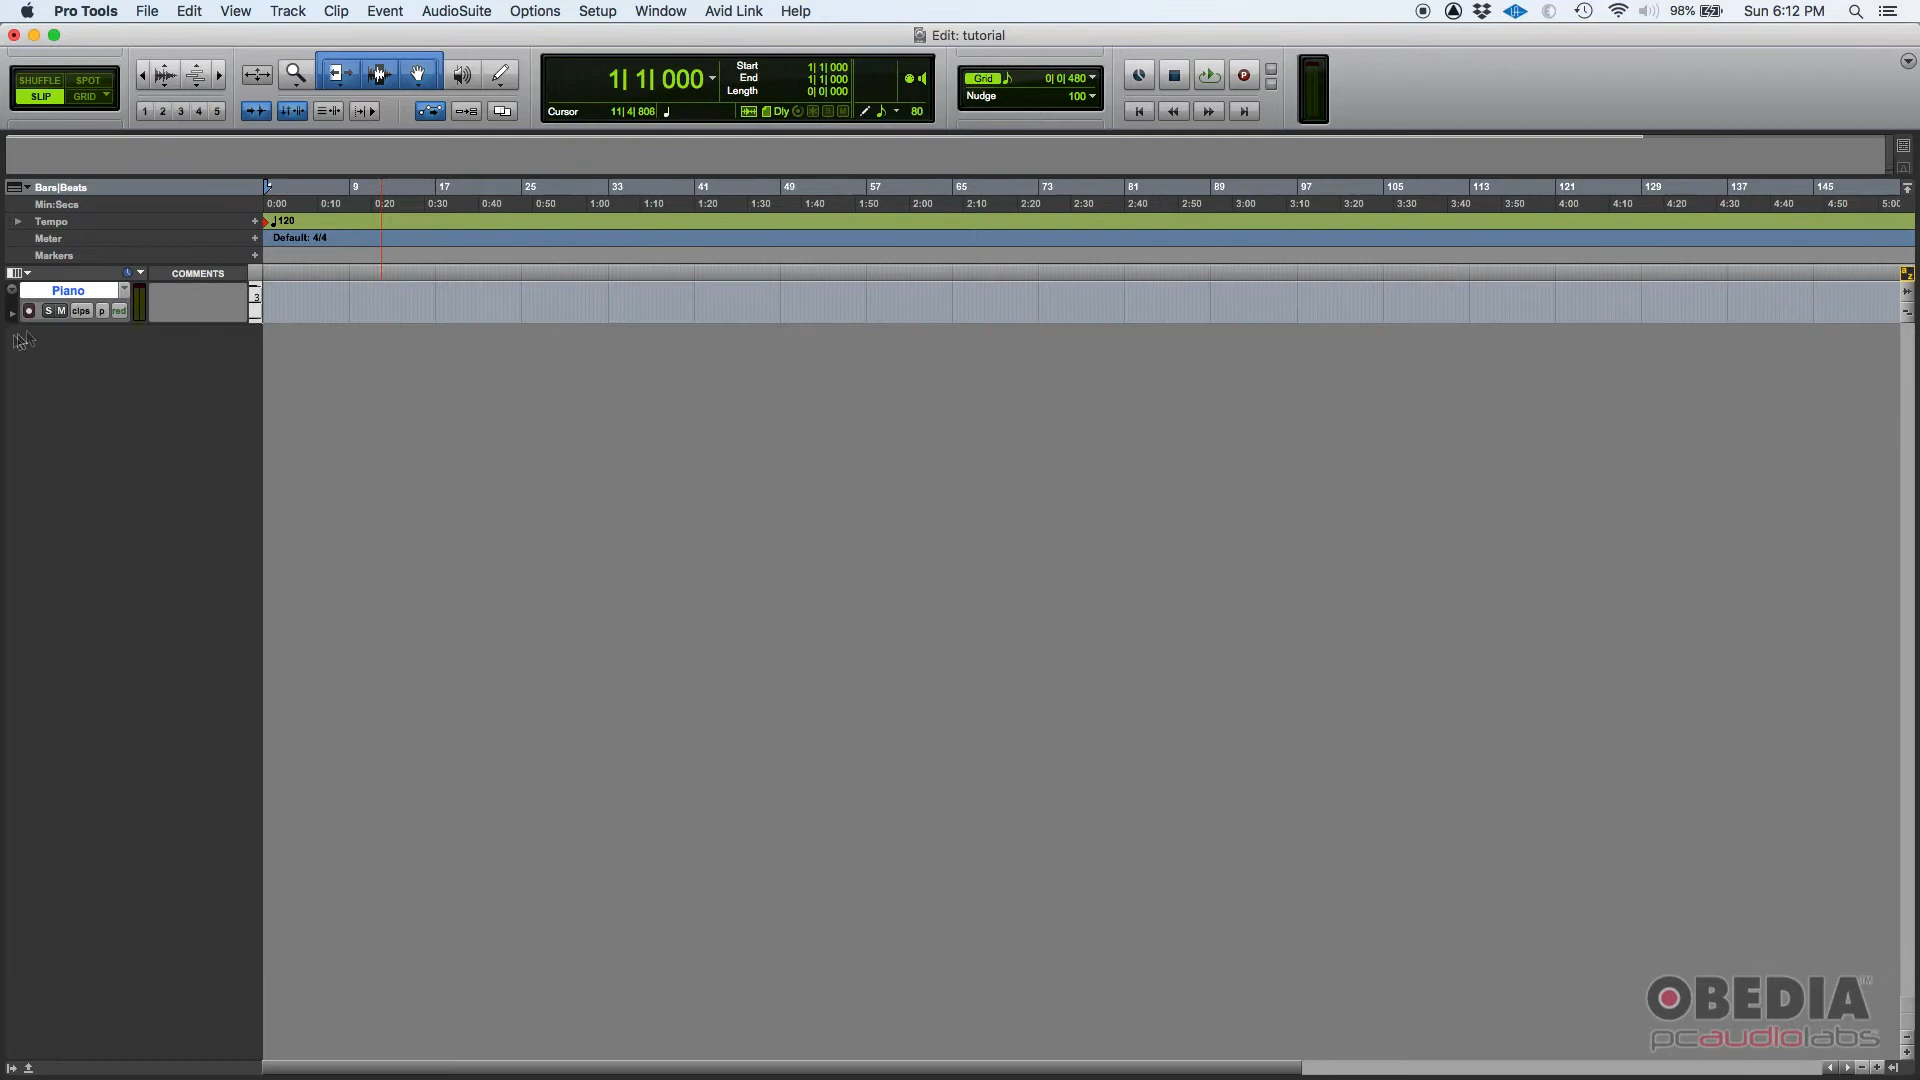 Pro Tools File Edit View Track Clip Event AudioSuite Options Setup Window Avid Link Help 98% Sun 6:12 PM
Edit: tutorial
SHUFFLE SPOT
SLIP GRID
1 2 3 4 5
1| 1| 000
Start 1| 1| 000
End 1| 1| 000
Length 0| 0| 000
Cursor 11| 4| 806 Dly S M 80
Grid 0| 0| 480
Nudge 100
Bars|Beats 9 17 25 33 41 49 57 65 73 81 89 97 105 113 121 129 137 145
Min:Secs 0:00 0:10 0:20 0:30 0:40 0:50 1:00 1:10 1:20 1:30 1:40 1:50 2:00 2:10 2:20 2:30 2:40 2:50 3:00 3:10 3:20 3:30 3:40 3:50 4:00 4:10 4:20 4:30 4:40 4:50 5:00
Tempo + 120
Meter + Default: 4/4
Markers +
COMMENTS a z
Piano
3
S M clps p red
OBEDIA™
pcaudiolabs